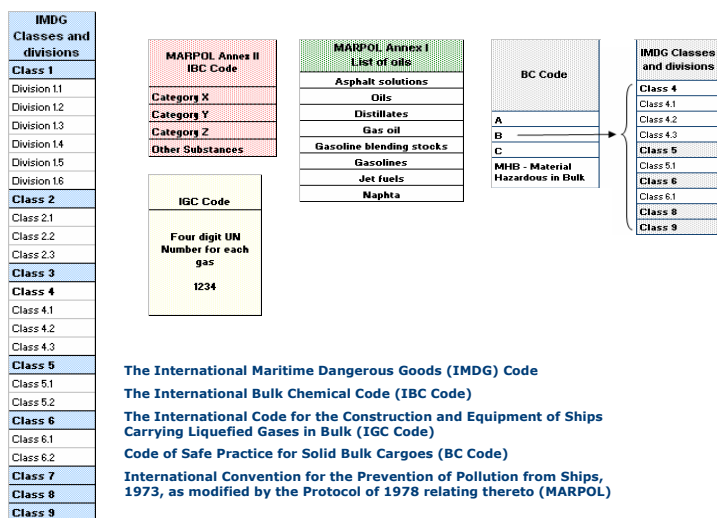 IMDG
Classes and
divisions
Class 1
Division 1.1
Division 1.2
Division 1.3
Division 1.4
Division 1.5
Division 1.6
Class 2
Class 2.1
Class 2.2
Class 2.3
Class 3
Class 4
Class 4.1
Class 4.2
Class 4.3
Class 5
Class 5.1
Class 5.2
Class 6
Class 6.1
Class 6.2
Class 7
Class 8
Class 9
MARPOL Annex II
IBC Code
Category X
Category Y
Category Z
Other Substances
IGC Code
Four digit UN
Number for each
gas
1234
MARPOL Annex I
List of oils
Asphalt solutions
Oils
Distillates
Gas oil
Gasoline blending stocks
Gasolines
Jet fuels
Naphta
BC Code
A
B
C
MHB - Material
Hazardous in Bulk
IMDG Classes
and divisions
Class 4
Class 4.1
Class 4.2
Class 4.3
Class 5
Class 5.1
Class 6
Class 6.1
Class 8
Class 9
The International Maritime Dangerous Goods (IMDG) Code
The International Bulk Chemical Code (IBC Code)
The International Code for the Construction and Equipment of Ships
Carrying Liquefied Gases in Bulk (IGC Code)
Code of Safe Practice for Solid Bulk Cargoes (BC Code)
International Convention for the Prevention of Pollution from Ships,
1973, as modified by the Protocol of 1978 relating thereto (MARPOL)